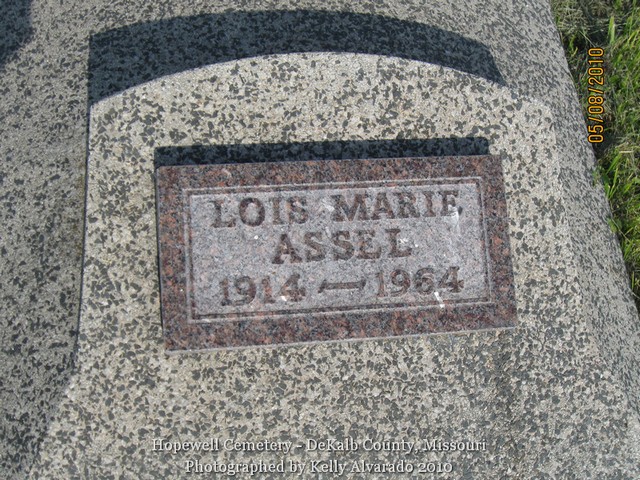 05/08/2010
LOIS MARIE
ASSEL
1914 — 1964
Hopewell Cemetery - DeKalb County, Missouri
Photographed by Kelly Alvarado 2010